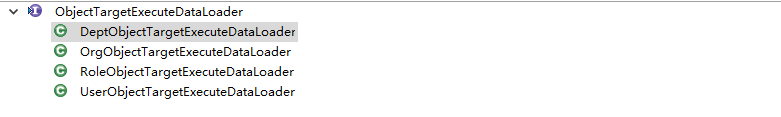 ObjectTargetExecuteDataLoader
DeptObjectTargetExecuteDataLoader
OrgObjectTargetExecuteDataLoader
RoleObjectTargetExecuteDataLoader
UserObjectTargetExecuteDataLoader